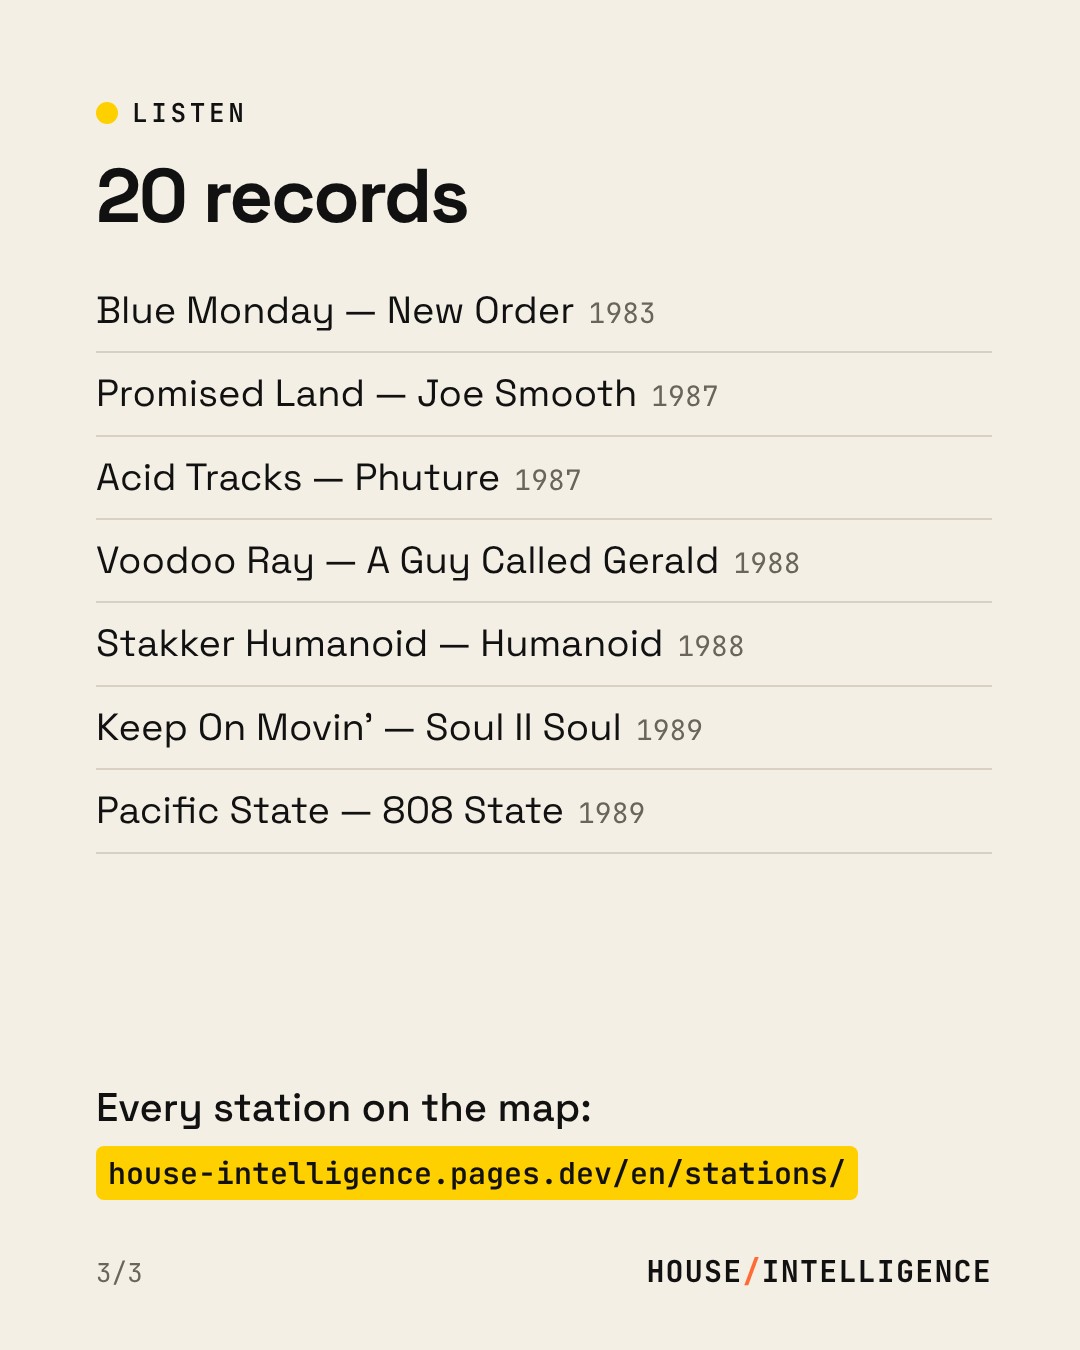 LISTEN
20 records
Blue Monday — New Order 1983
Promised Land — Joe Smooth 1987
Acid Tracks — Phuture 1987
Voodoo Ray — A Guy Called Gerald 1988
Stakker Humanoid — Humanoid 1988
Keep On Movin’ — Soul II Soul 1989
Pacific State — 808 State 1989
Every station on the map:
house-intelligence.pages.dev/en/stations/
3/3
HOUSE/INTELLIGENCE